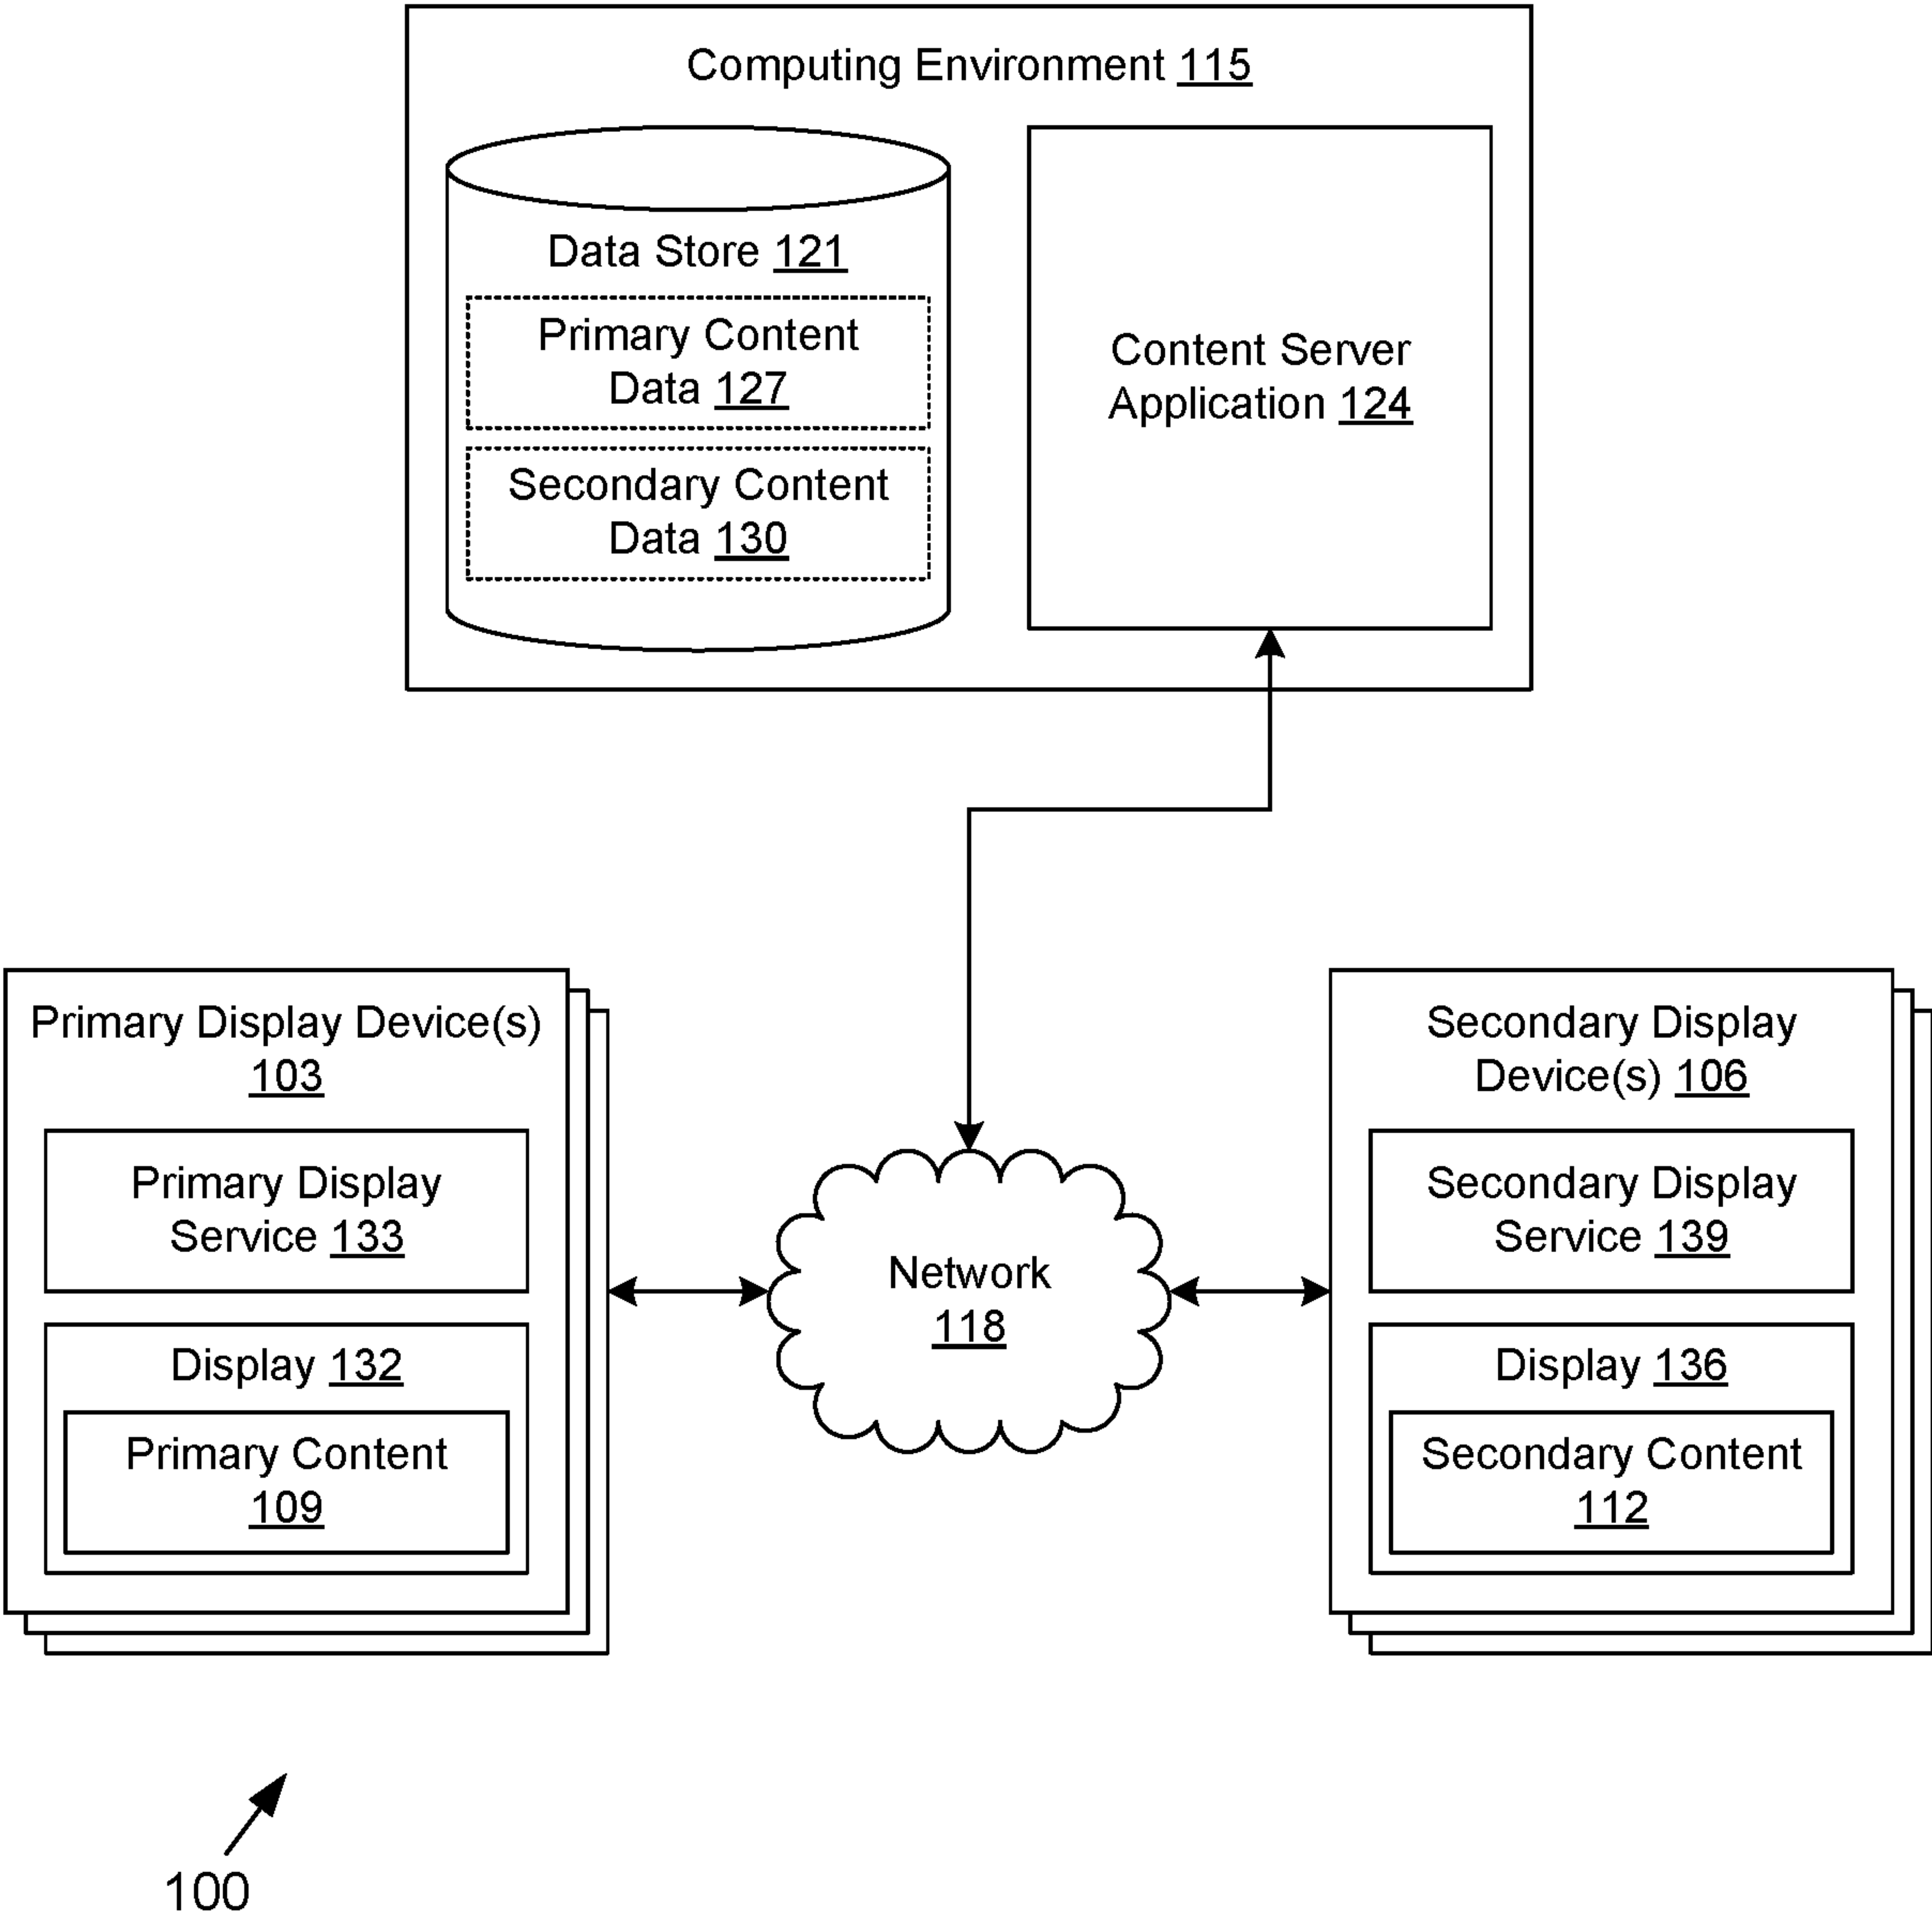 Computing Environment 115
Data Store 121
Primary Content
Data 127
Secondary Content
Data 130
Content Server
Application 124
Primary Display Device(s)
103
Primary Display
Service 133
Display 132
Primary Content
109
Network
118
Secondary Display
Device(s) 106
Secondary Display
Service 139
Display 136
Secondary Content
112
100